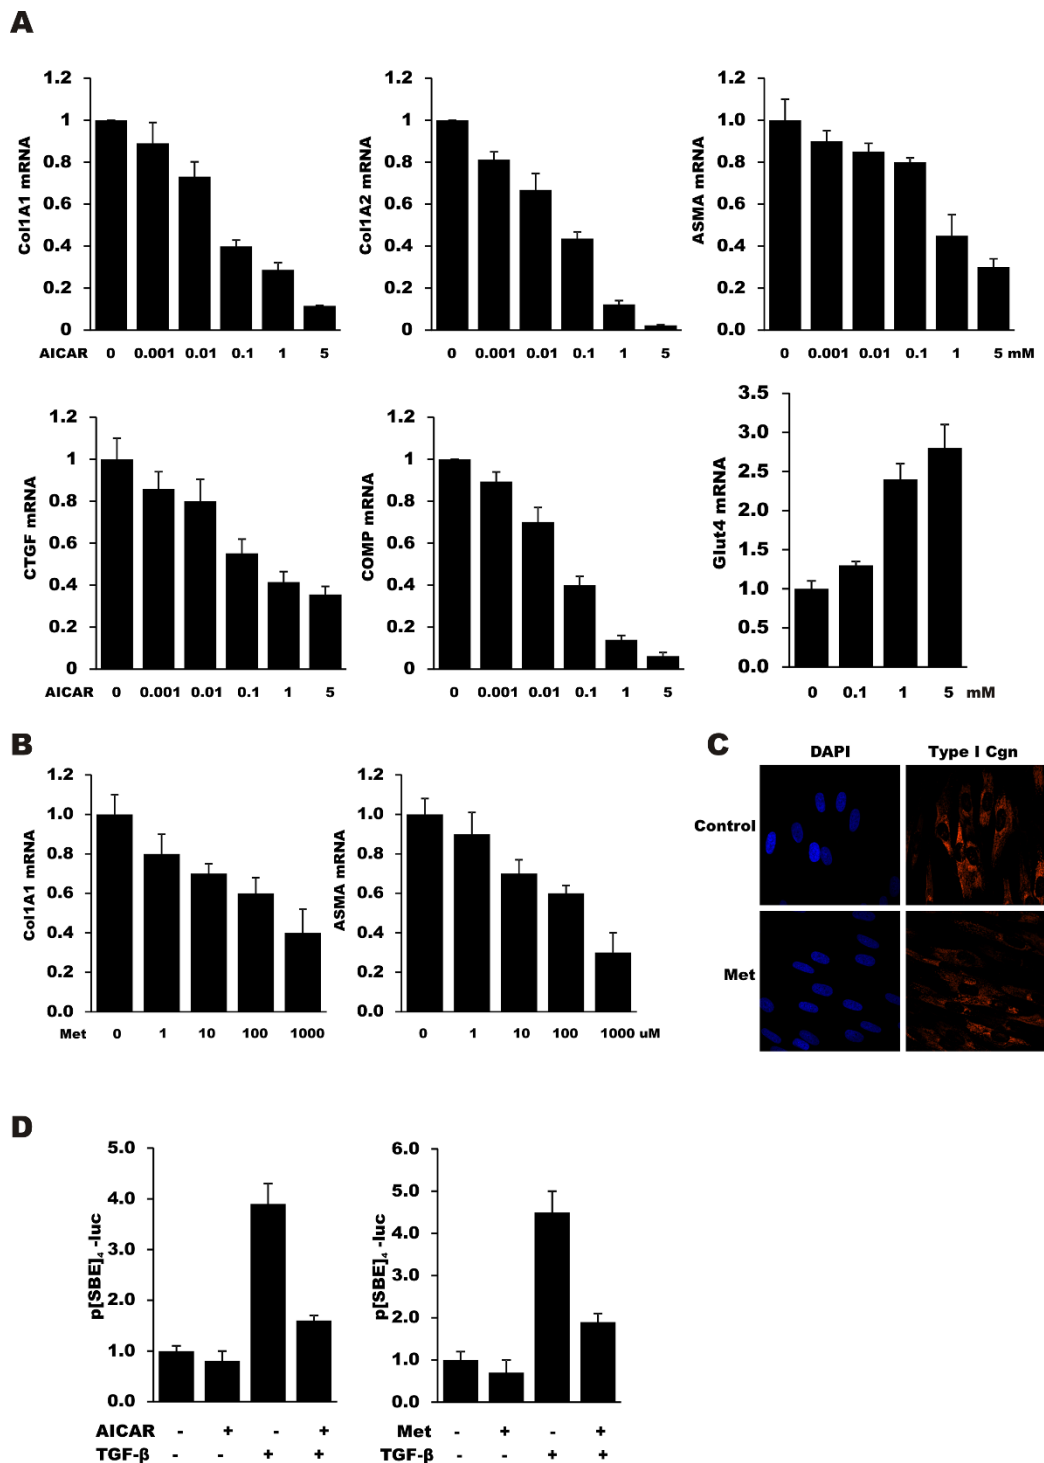 A
Col1A1 mRNA
1.2
1
0.8
0.6
0.4
0.2
0
AICAR 0 0.001 0.01 0.1 1 5
Col1A2 mRNA
1.2
1
0.8
0.6
0.4
0.2
0
0 0.001 0.01 0.1 1 5
ASMA mRNA
1.2
1.0
0.8
0.6
0.4
0.2
0.0
0 0.001 0.01 0.1 1 5 mM
CTGF mRNA
1.2
1
0.8
0.6
0.4
0.2
0
AICAR 0 0.001 0.01 0.1 1 5
COMP mRNA
1.2
1
0.8
0.6
0.4
0.2
0
0 0.001 0.01 0.1 1 5
Glut4 mRNA
3.5
3.0
2.5
2.0
1.5
1.0
0.5
0.0
0 0.1 1 5 mM
B
Col1A1 mRNA
1.2
1.0
0.8
0.6
0.4
0.2
0.0
Met 0 1 10 100 1000
ASMA mRNA
1.2
1.0
0.8
0.6
0.4
0.2
0.0
0 1 10 100 1000 uM
C
DAPI Type I Cgn
Control
Met
D
p[SBE]₄-luc
5.0
4.0
3.0
2.0
1.0
0.0
AICAR - + - +
TGF-β - - + +
p[SBE]₄-luc
6.0
5.0
4.0
3.0
2.0
1.0
0.0
Met - + - +
TGF-β - - + +